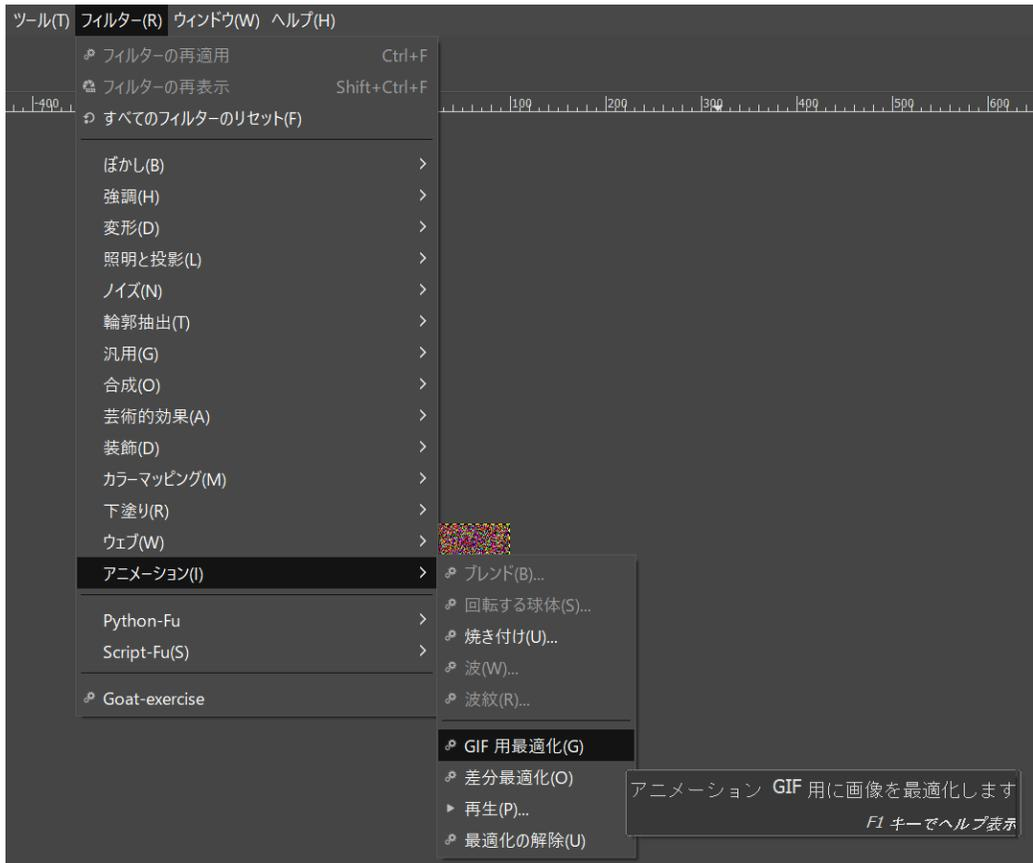 ツール(T) フィルター(R) ウィンドウ(W) ヘルプ(H)
フィルターの再適用 Ctrl+F
フィルターの再表示 Shift+Ctrl+F
-400 100 200 300 400 500 600
すべてのフィルターのリセット(F)
ぼかし(B)
強調(H)
変形(D)
照明と投影(L)
ノイズ(N)
輪郭抽出(T)
汎用(G)
合成(O)
芸術的効果(A)
装飾(D)
カラーマッピング(M)
下塗り(R)
ウェブ(W)
アニメーション(I)
Python-Fu
Script-Fu(S)
Goat-exercise
ブレンド(B)...
回転する球体(S)...
焼き付け(U)...
波(W)...
波紋(R)...
GIF 用最適化(G)
差分最適化(O)
再生(P)...
最適化の解除(U)
アニメーション GIF 用に画像を最適化します
F1 キーでヘルプ表示